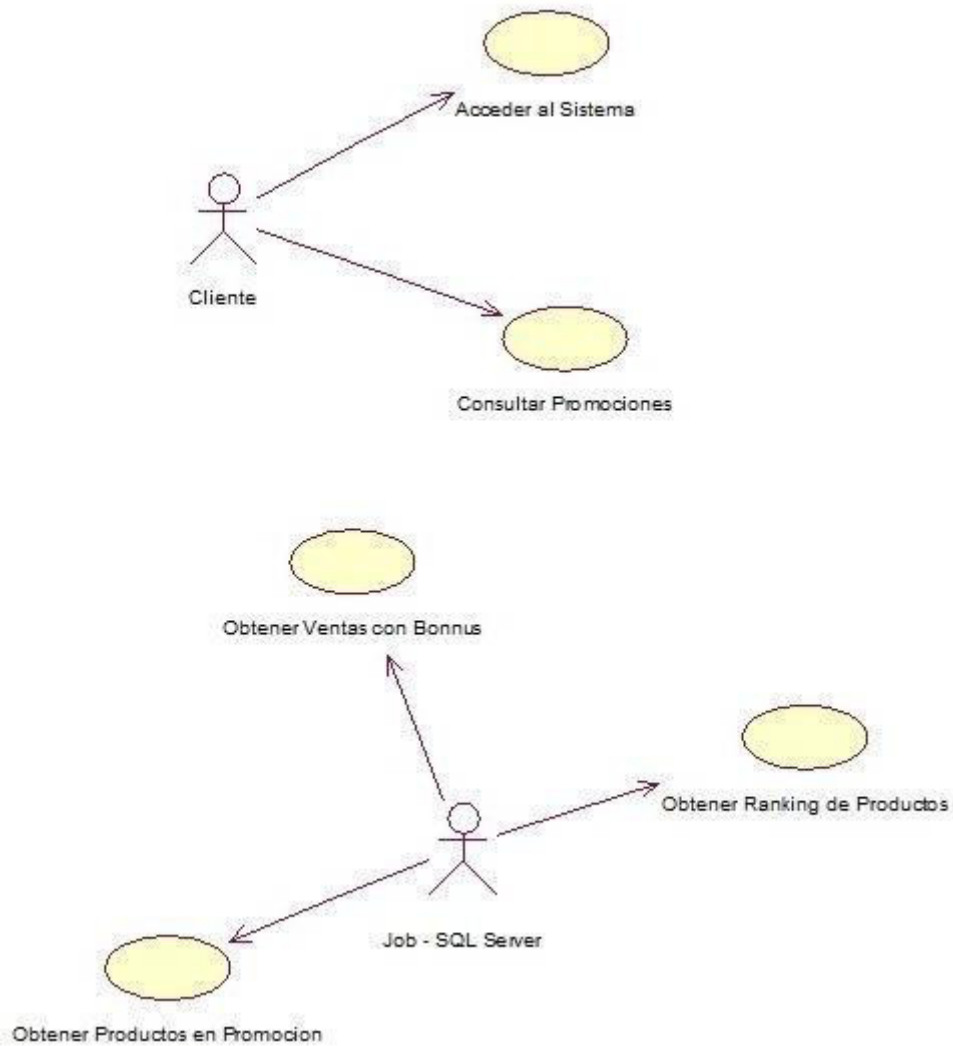 Acceder al Sistema
Cliente
Consultar Promociones
Obtener Ventas con Bonnus
Obtener Ranking de Productos
Job - SQL Server
Obtener Productos en Promocion